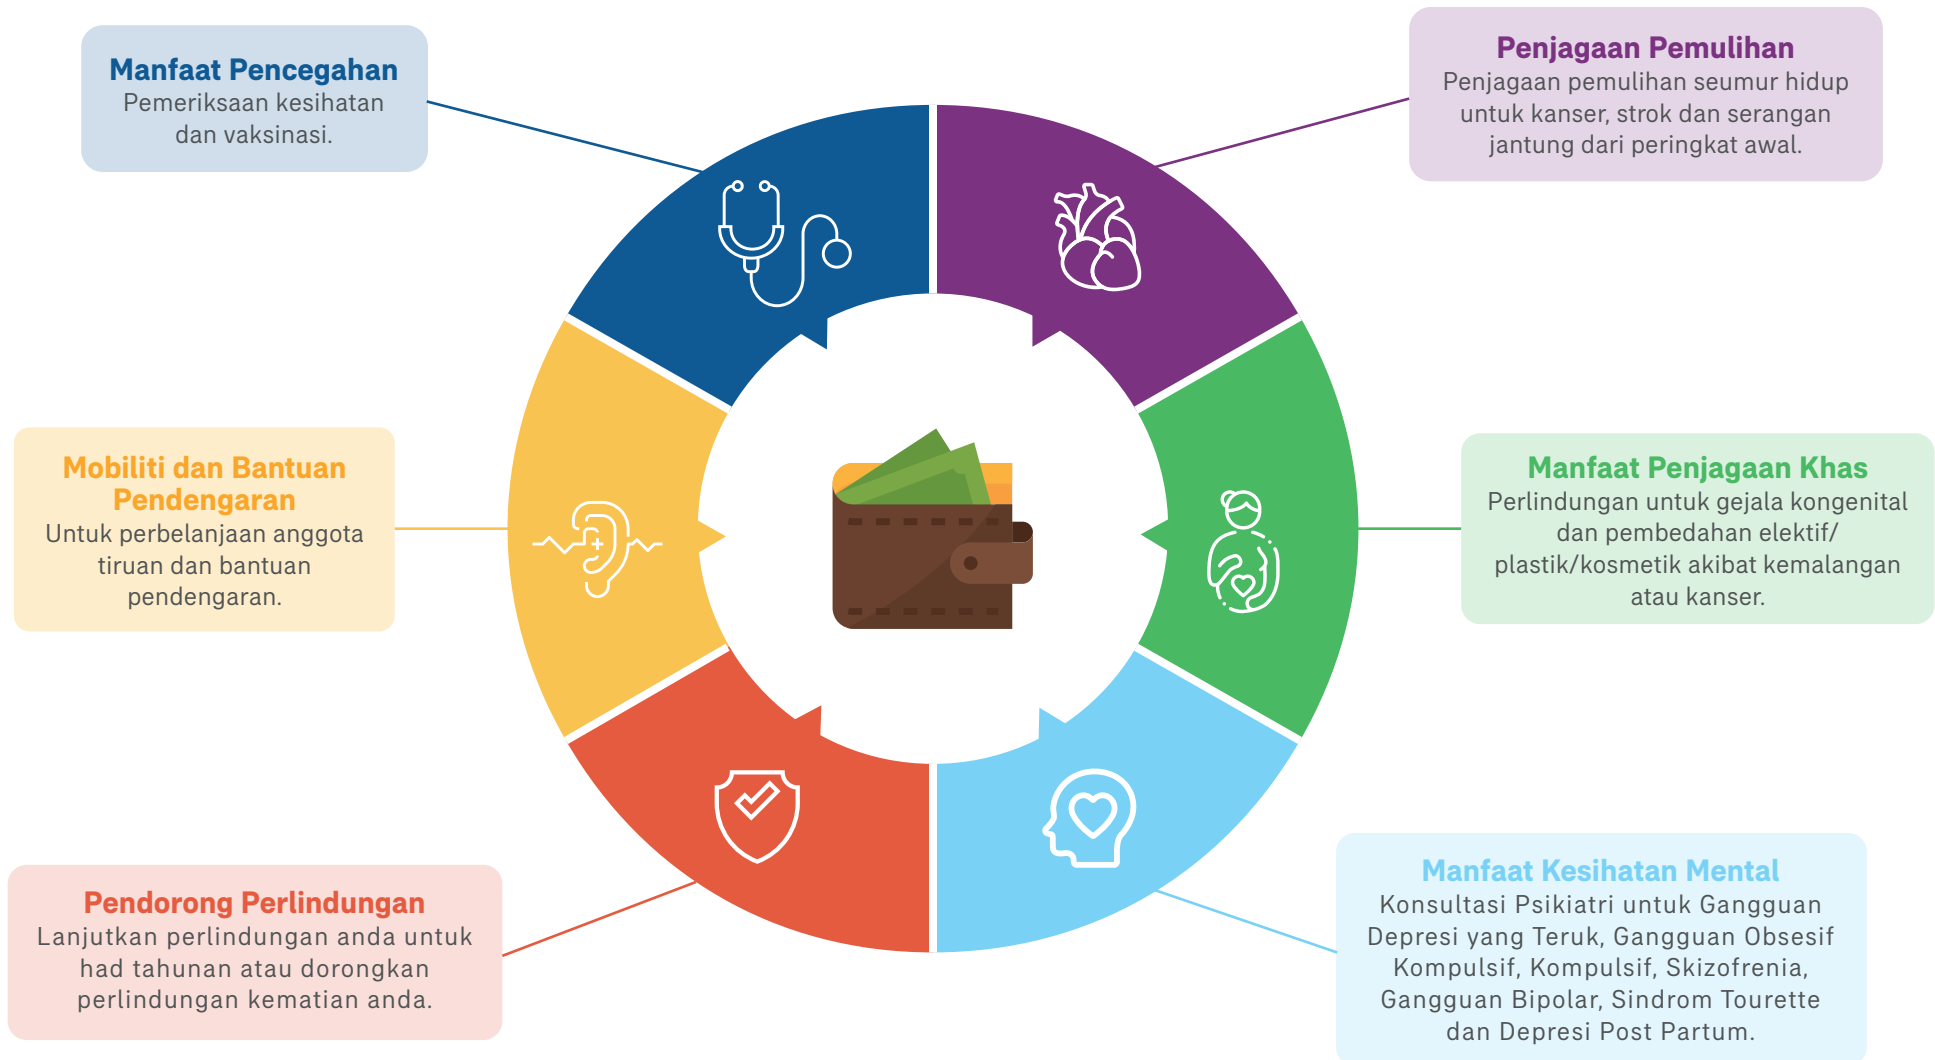 Manfaat Pencegahan
Pemeriksaan kesihatan
dan vaksinasi.
Penjagaan Pemulihan
Penjagaan pemulihan seumur hidup
untuk kanser, strok dan serangan
jantung dari peringkat awal.
Mobiliti dan Bantuan
Pendengaran
Untuk perbelanjaan anggota
tiruan dan bantuan
pendengaran.
Manfaat Penjagaan Khas
Perlindungan untuk gejala kongenital
dan pembedahan elektif/
plastik/kosmetik akibat kemalangan
atau kanser.
Pendorong Perlindungan
Lanjutkan perlindungan anda untuk
had tahunan atau dorongkan
perlindungan kematian anda.
Manfaat Kesihatan Mental
Konsultasi Psikiatri untuk Gangguan
Depresi yang Teruk, Gangguan Obsesif
Kompulsif, Kompulsif, Skizofrenia,
Gangguan Bipolar, Sindrom Tourette
dan Depresi Post Partum.